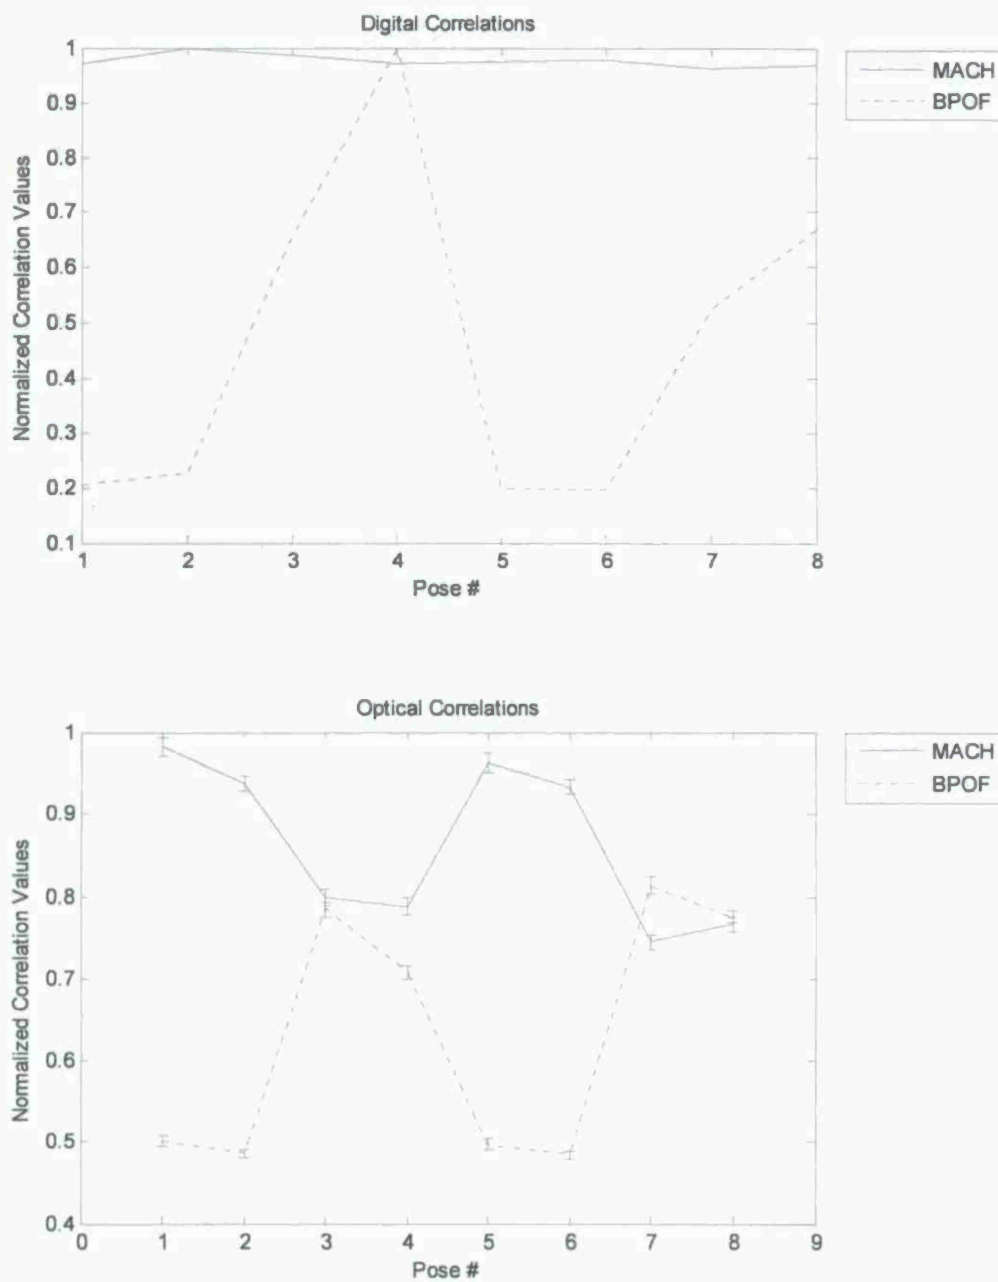 Digital Correlations
MACH
BPOF
Normalized Correlation Values
1
0.9
0.8
0.7
0.6
0.5
0.4
0.3
0.2
0.1
1 2 3 4 5 6 7 8
Pose #
Optical Correlations
MACH
BPOF
Normalized Correlation Values
1
0.9
0.8
0.7
0.6
0.5
0.4
0 1 2 3 4 5 6 7 8 9
Pose #